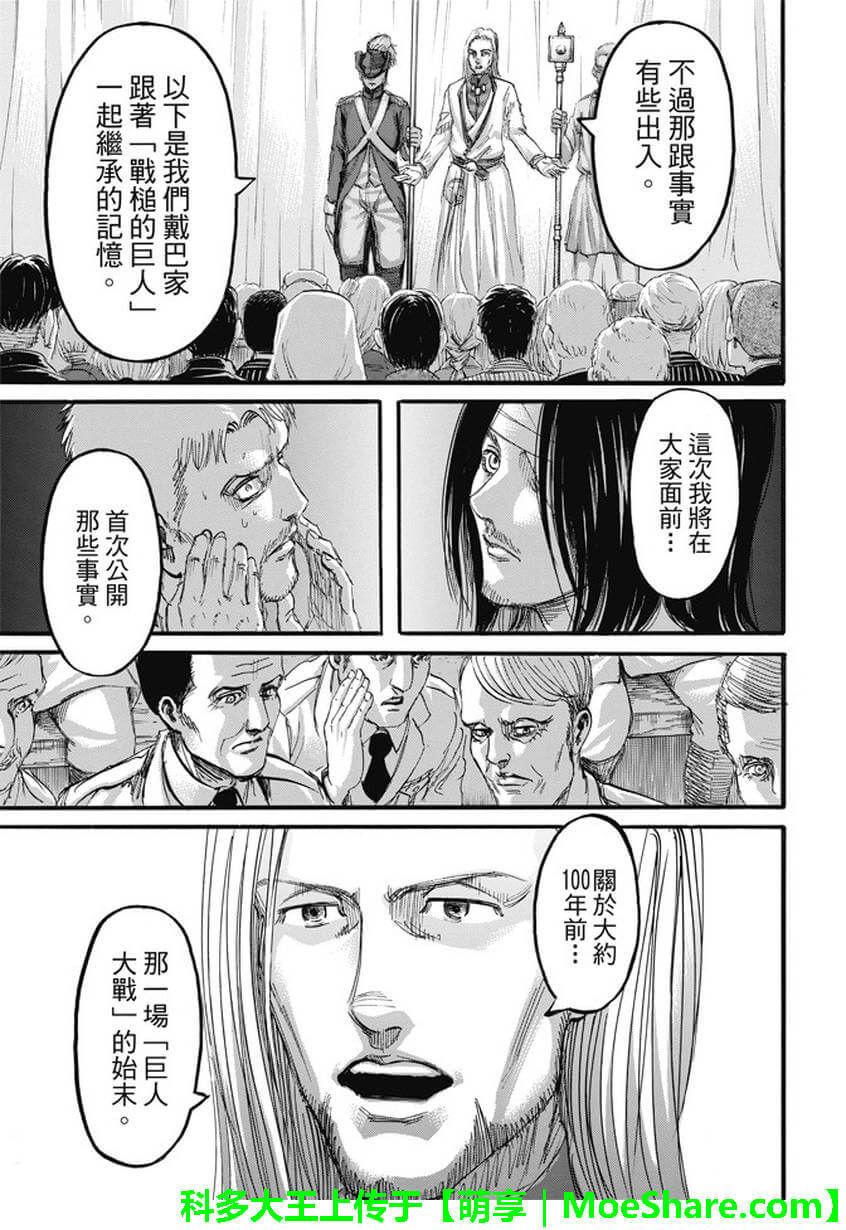 不過那跟事實
有些出入。
以下是我們戴巴家
跟著「戰槌的巨人」
一起繼承的記憶。
這次我將在
大家面前…
首次公開
那些事實。
關於大約
100年前…
那一場「巨人
大戰」的始末。
科多大王上传于【萌享｜MoeShare.com】